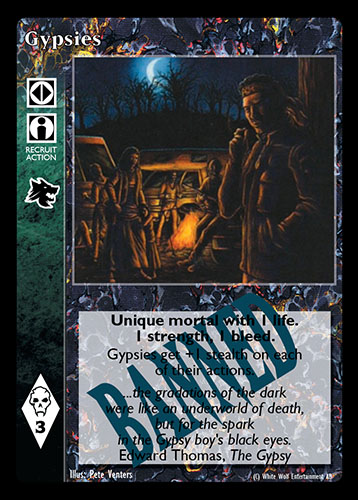 Gypsies
RECRUIT
ACTION
Unique mortal with 1 life.
1 strength, 1 bleed.
Gypsies get +1 stealth on each
of their actions.
...the gradations of the dark
were like an underworld of death,
but for the spark
in the Gypsy boy's black eyes.
Edward Thomas, The Gypsy
BANNED
3
Illus: Pete Venters
(C) White Wolf Entertainment AB